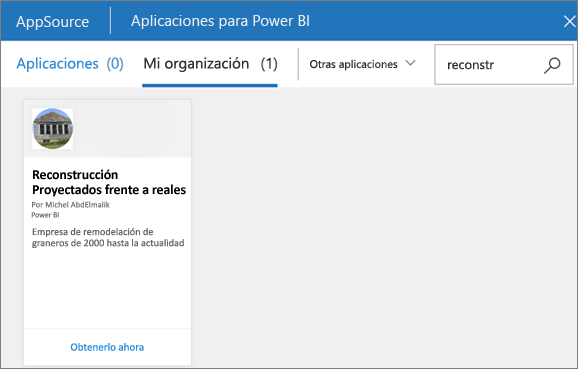 AppSource Aplicaciones para Power BI
Aplicaciones (0) Mi organización (1) Otras aplicaciones reconstr
Reconstrucción
Proyectados frente a reales
Por Michel AbdElmalik
Power BI
Empresa de remodelación de
graneros de 2000 hasta la actualidad
Obtenerlo ahora